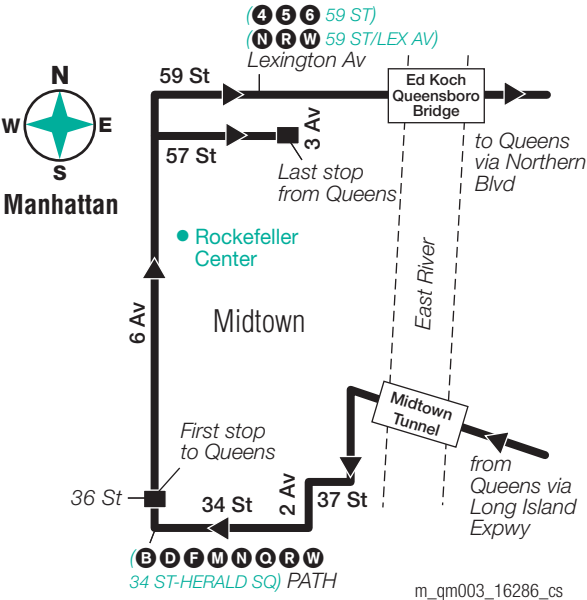 (4 5 6 59 ST)
(N R W 59 ST/LEX AV)
Lexington Av
59 St
Ed Koch
Queensboro
Bridge
N
W
E
S
Manhattan
57 St
3 Av
Last stop
from Queens
to Queens
via Northern
Blvd
Rockefeller
Center
East River
6 Av
Midtown
Midtown
Tunnel
First stop
to Queens
36 St
34 St
2 Av
37 St
from
Queens via
Long Island
Expwy
(B D F M N Q R W
34 ST-HERALD SQ) PATH
m_qm003_16286_cs